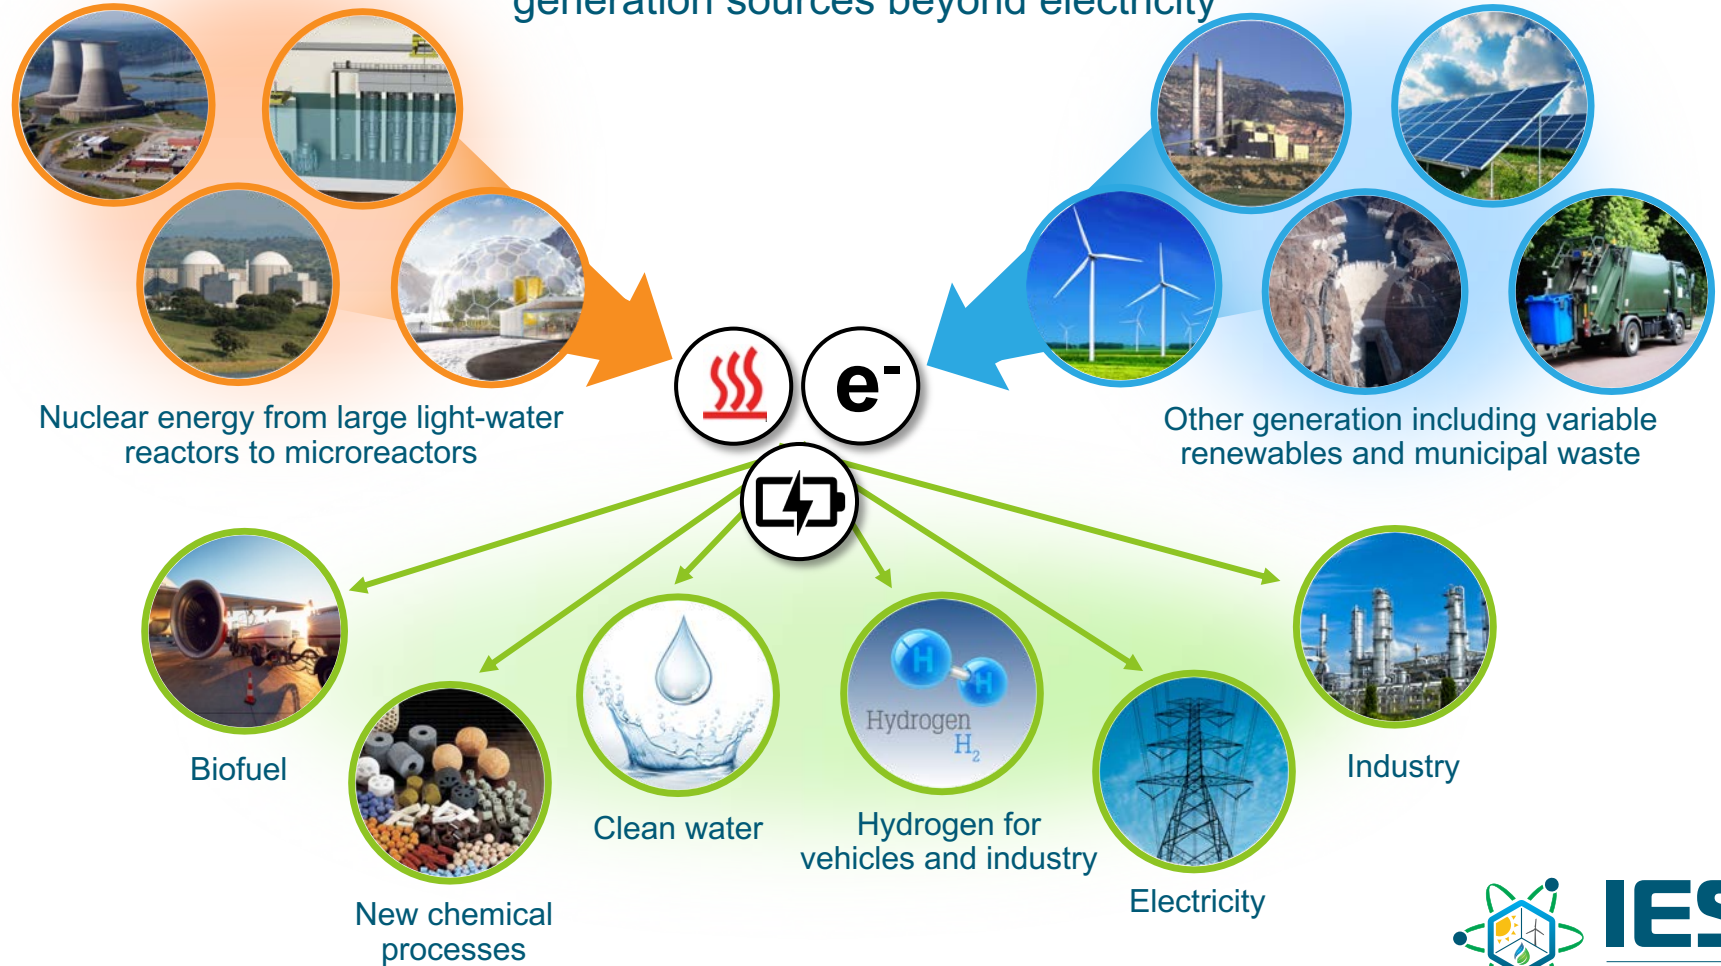 generation sources beyond electricity
e-
Nuclear energy from large light-water
reactors to microreactors
Other generation including variable
renewables and municipal waste
H
H
Hydrogen
H2
Biofuel
Industry
Clean water
Hydrogen for
vehicles and industry
Electricity
New chemical
processes
IES